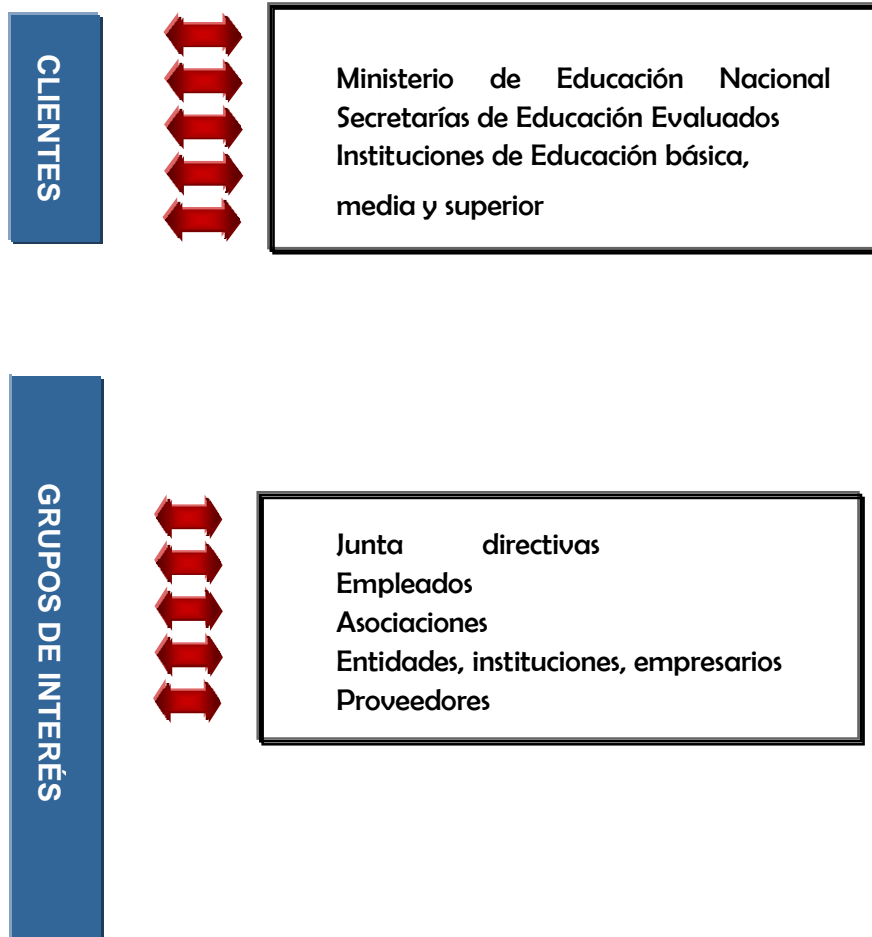 CLIENTES
Ministerio de Educación Nacional
Secretarías de Educación Evaluados
Instituciones de Educación básica,
media y superior
GRUPOS DE INTERÉS
Junta directivas
Empleados
Asociaciones
Entidades, instituciones, empresarios
Proveedores